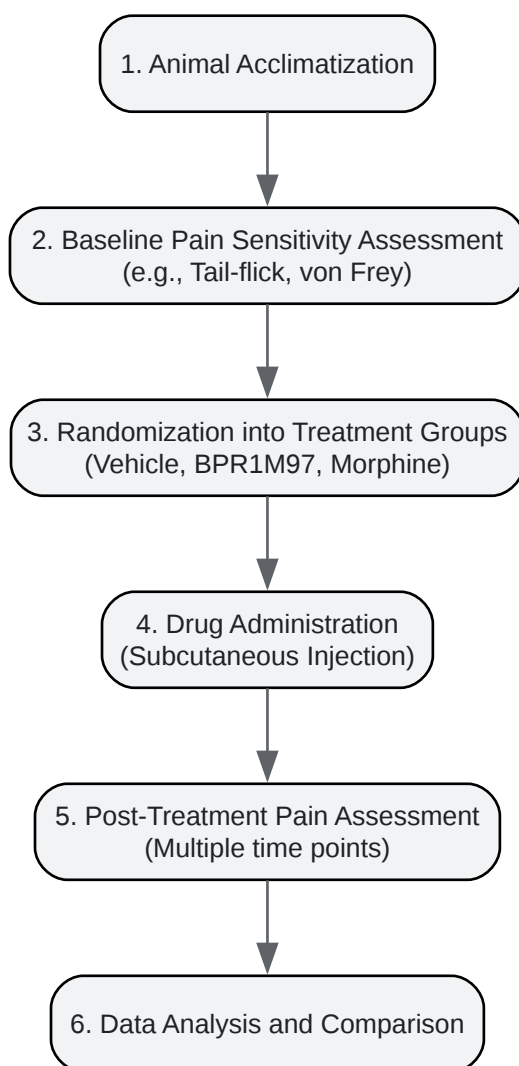 1. Animal Acclimatization
2. Baseline Pain Sensitivity Assessment
(e.g., Tail-flick, von Frey)
3. Randomization into Treatment Groups
(Vehicle, BPR1M97, Morphine)
4. Drug Administration
(Subcutaneous Injection)
5. Post-Treatment Pain Assessment
(Multiple time points)
6. Data Analysis and Comparison